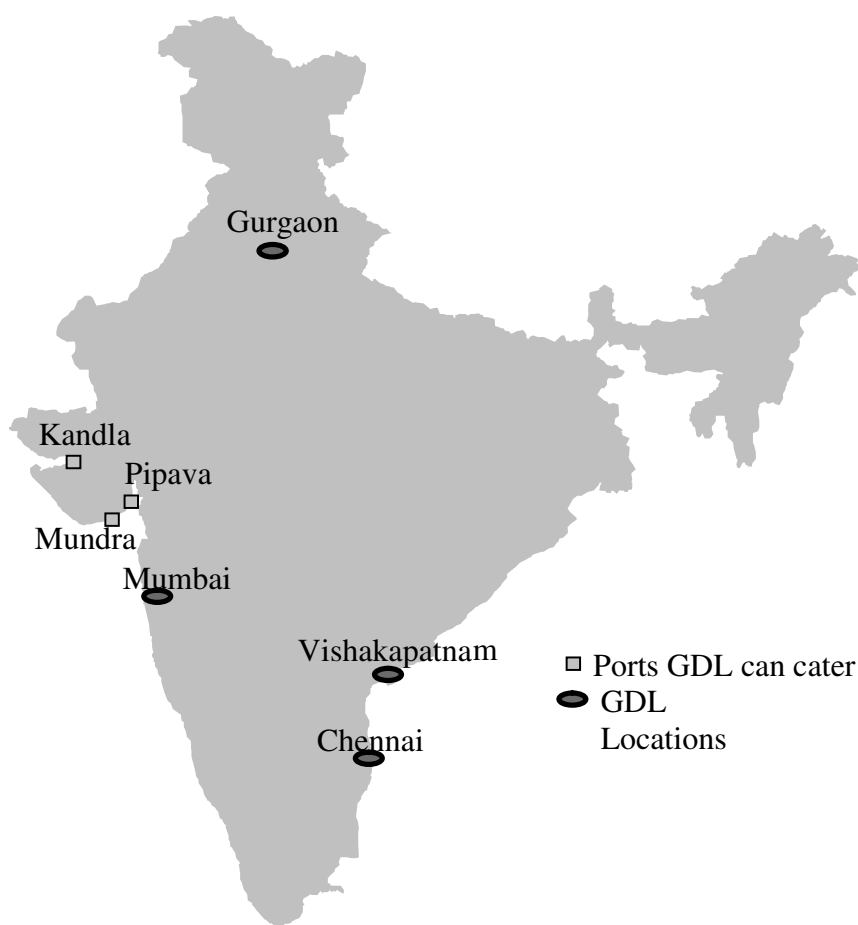 Gurgaon
Kandla
Pipava
Mundra
Mumbai
Vishakapatnam
Ports GDL can cater
GDL
Locations
Chennai